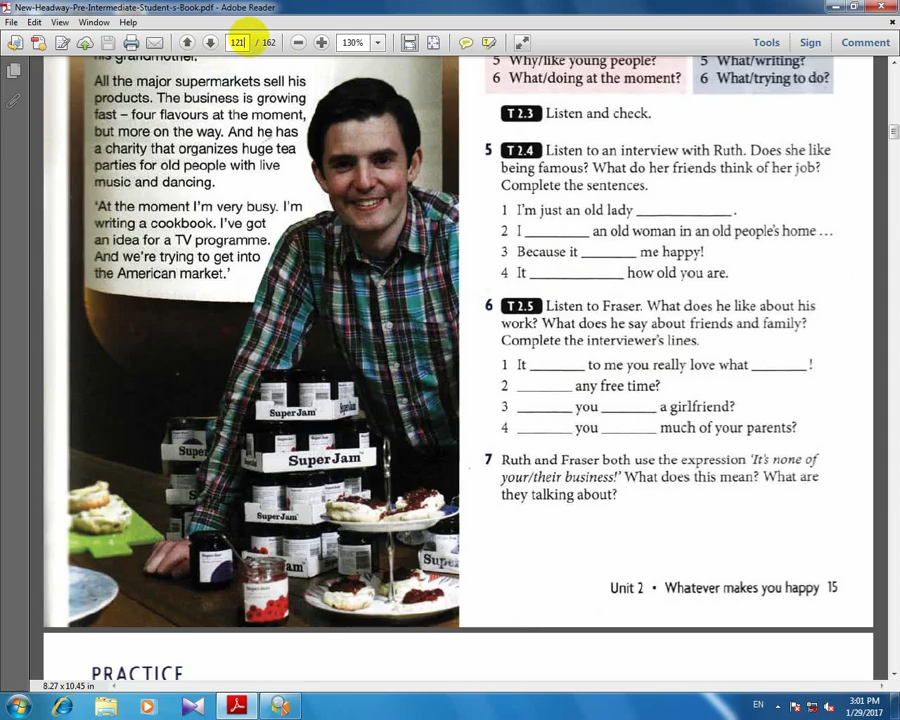 New-Headway-Pre-Intermediate-Student-s-Book.pdf - Adobe Reader
File Edit View Window Help
121 / 162 130%
Tools Sign Comment
his grandmother.
All the major supermarkets sell his
products. The business is growing
fast – four flavours at the moment,
but more on the way. And he has
a charity that organizes huge tea
parties for old people with live
music and dancing.
‘At the moment I’m very busy. I’m
writing a cookbook. I’ve got
an idea for a TV programme.
And we’re trying to get into
the American market.’
SuperJam
SuperJam
SuperJam
SuperJam
5 Why/like young people?
6 What/doing at the moment?
5 What/writing?
6 What/trying to do?
T 2.3 Listen and check.
5 T 2.4 Listen to an interview with Ruth. Does she like
being famous? What do her friends think of her job?
Complete the sentences.
1 I’m just an old lady ____________ .
2 I ________ an old woman in an old people’s home …
3 Because it _______ me happy!
4 It ____________ how old you are.
6 T 2.5 Listen to Fraser. What does he like about his
work? What does he say about friends and family?
Complete the interviewer’s lines.
1 It _______ to me you really love what _______ !
2 _______ any free time?
3 _______ you _______ a girlfriend?
4 _______ you _______ much of your parents?
7 Ruth and Fraser both use the expression ‘It’s none of
your/their business!’ What does this mean? What are
they talking about?
Unit 2 • Whatever makes you happy 15
PRACTICE
8.27 x 10.45 in
EN
3:01 PM
1/29/2017